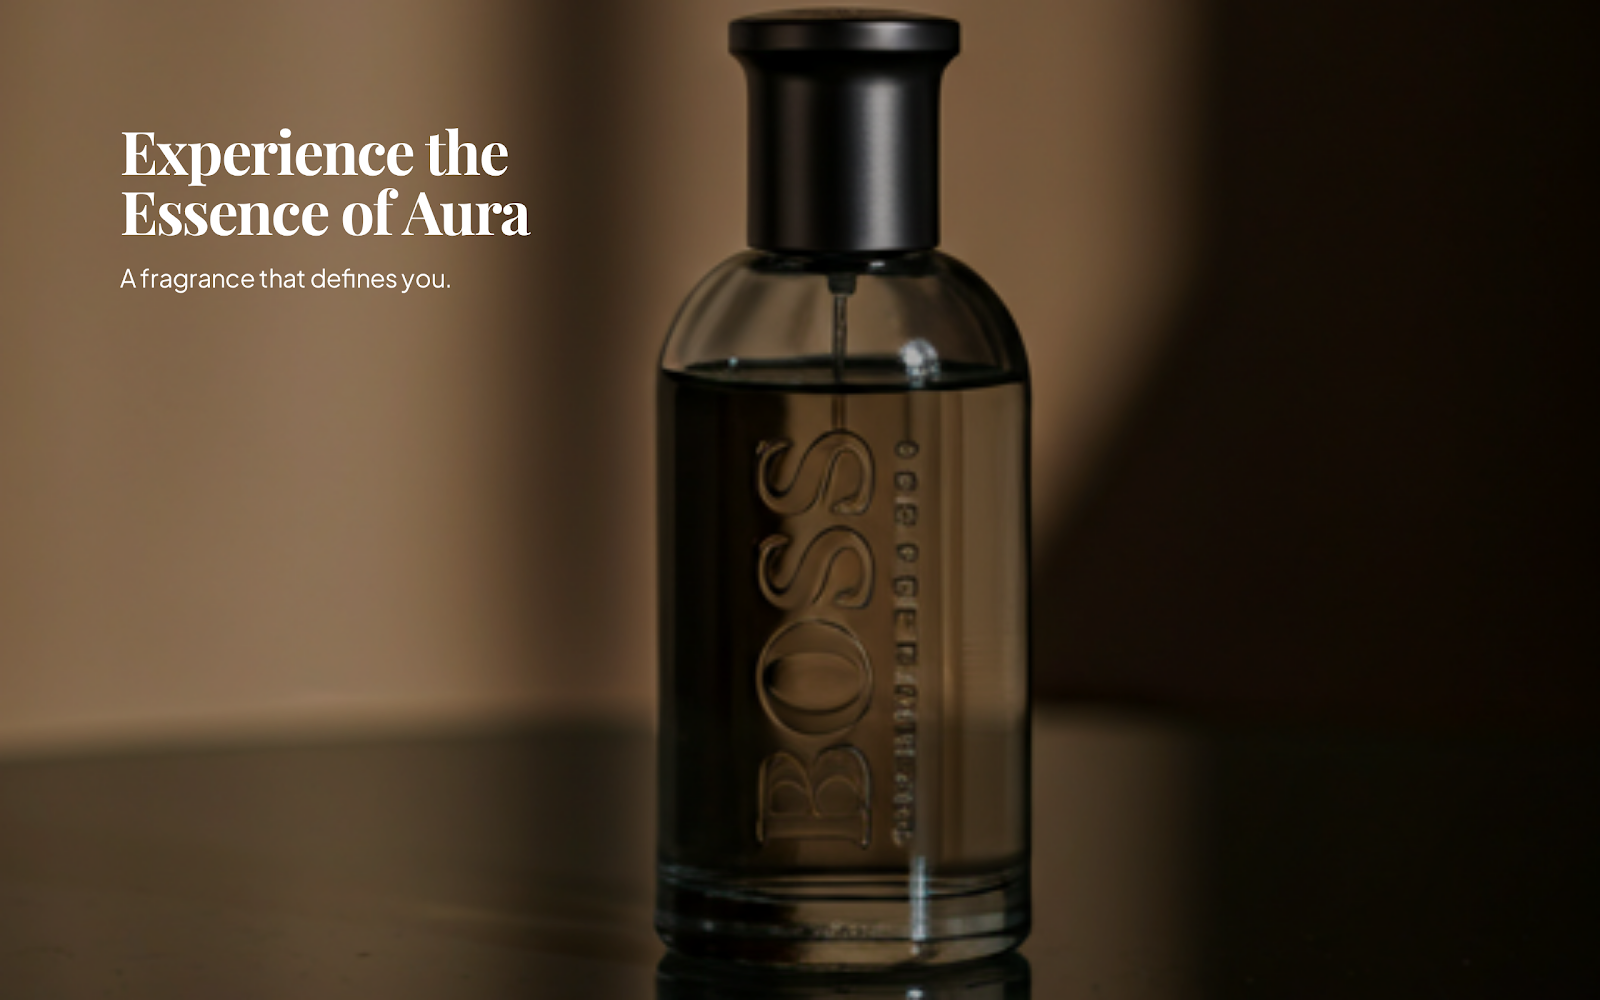 Experience the
Essence of Aura
A fragrance that defines you.
BOSS